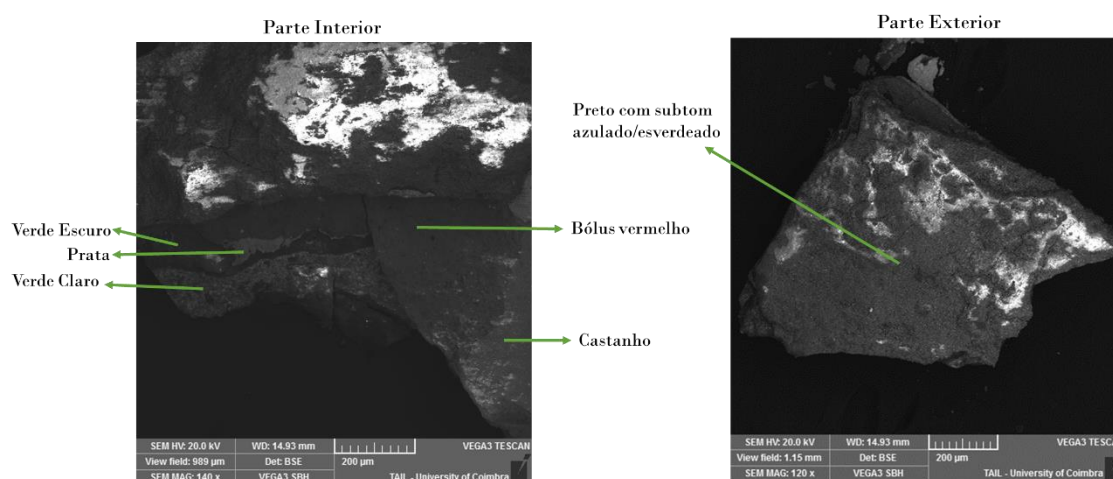 Parte Interior
Parte Exterior
Verde Escuro
Prata
Verde Claro
Bólus vermelho
Castanho
Preto com subtom
azulado/esverdeado
SEM HV: 20.0 kV WD: 14.93 mm VEGA3 TESCAN
View field: 989 µm Det: BSE 200 µm
SEM MAG: 140 x VEGA3 SBH TAIL - University of Coimbra
SEM HV: 20.0 kV WD: 14.93 mm VEGA3 TESCA
View field: 1.15 mm Det: BSE 200 µm
SEM MAG: 120 x VEGA3 SBH TAIL - University of Coimbra